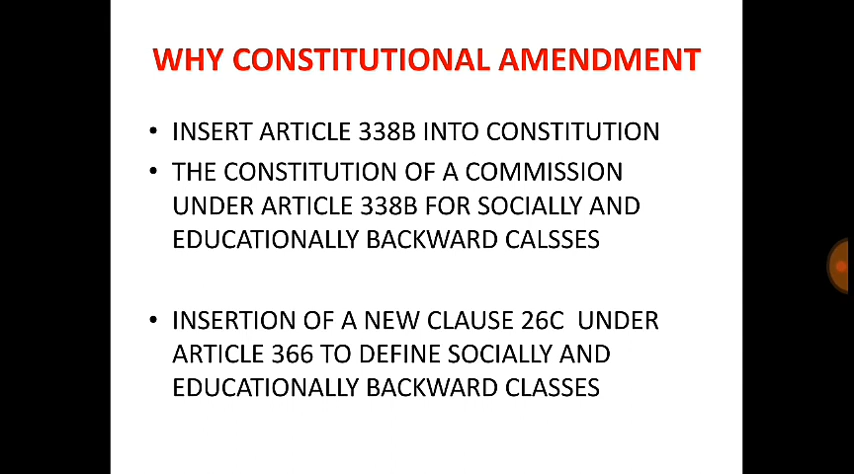 WHY CONSTITUTIONAL AMENDMENT
• INSERT ARTICLE 338B INTO CONSTITUTION
• THE CONSTITUTION OF A COMMISSION
UNDER ARTICLE 338B FOR SOCIALLY AND
EDUCATIONALLY BACKWARD CALSSES
• INSERTION OF A NEW CLAUSE 26C UNDER
ARTICLE 366 TO DEFINE SOCIALLY AND
EDUCATIONALLY BACKWARD CLASSES